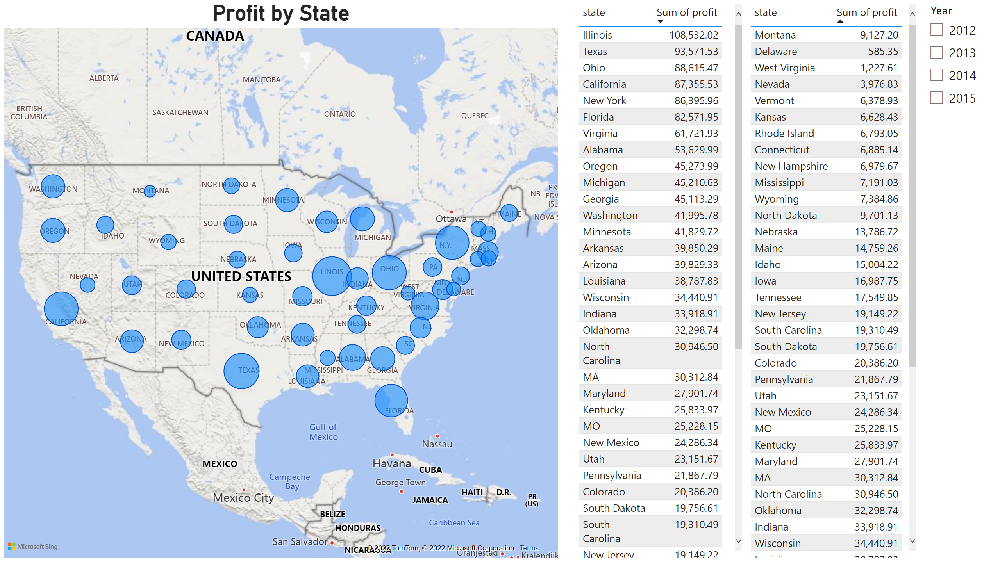 Profit by State
CANADA
ALBERTA
MANITOBA
BRITISH
COLUMBIA
SASKATCHEWAN
ONTARIO
QUEBEC
WASHINGTON
MONTANA
NORTH DAKOTA
MINNESOTA
NB
Ottawa
MAINE
NOVA S
OREGON
IDAHO
SOUTH DAKOTA
WISCONSIN
MICHIGAN
VT
N.H.
WYOMING
IOWA
N.Y.
MASS
R.I.
NEBRASKA
UNITED STATES
ILLINOIS
OHIO
PA
NEVADA
UTAH
COLORADO
KANSAS
MISSOURI
INDIANA
WEST
VIRGINIA
MD
N.J.
DELAWARE
CALIFORNIA
KENTUCKY
VIRGINIA
OKLAHOMA
TENNESSEE
NC
ARIZONA
NEW MEXICO
ARKANSAS
SC
TEXAS
ALABAMA
MISSISSIPPI
GEORGIA
LOUISIANA
FLORIDA
Gulf of
Mexico
Nassau
MEXICO
Havana
CUBA
Campeche
Bay
George Town
HAITI
D.R.
PR
(US)
Mexico City
JAMAICA
BELIZE
Caribbean Sea
HONDURAS
San Salvador
NICARAGUA
Oranjestad
Kralendijk
Microsoft Bing
© 2022 TomTom, © 2022 Microsoft Corporation Terms
state Sum of profit
Illinois 108,532.02
Texas 93,571.53
Ohio 88,615.47
California 87,355.53
New York 86,395.96
Florida 82,571.95
Virginia 61,721.93
Alabama 53,629.99
Oregon 45,273.99
Michigan 45,210.63
Georgia 45,113.29
Washington 41,995.78
Minnesota 41,829.72
Arkansas 39,850.29
Arizona 39,829.33
Louisiana 38,787.83
Wisconsin 34,440.91
Indiana 33,918.91
Oklahoma 32,298.74
North 30,946.50
Carolina
MA 30,312.84
Maryland 27,901.74
Kentucky 25,833.97
MO 25,228.15
New Mexico 24,286.34
Utah 23,151.67
Pennsylvania 21,867.79
Colorado 20,386.20
South Dakota 19,756.61
South 19,310.49
Carolina
New Jersey 19,149.22
state Sum of profit
Montana -9,127.20
Delaware 585.35
West Virginia 1,227.61
Nevada 3,976.83
Vermont 6,378.93
Kansas 6,628.43
Rhode Island 6,793.05
Connecticut 6,885.14
New Hampshire 6,979.67
Mississippi 7,191.03
Wyoming 7,384.86
North Dakota 9,701.13
Nebraska 13,786.72
Maine 14,759.26
Idaho 15,004.22
Iowa 16,987.75
Tennessee 17,549.85
New Jersey 19,149.22
South Carolina 19,310.49
South Dakota 19,756.61
Colorado 20,386.20
Pennsylvania 21,867.79
Utah 23,151.67
New Mexico 24,286.34
MO 25,228.15
Kentucky 25,833.97
Maryland 27,901.74
MA 30,312.84
North Carolina 30,946.50
Oklahoma 32,298.74
Indiana 33,918.91
Wisconsin 34,440.91
Year
2012
2013
2014
2015